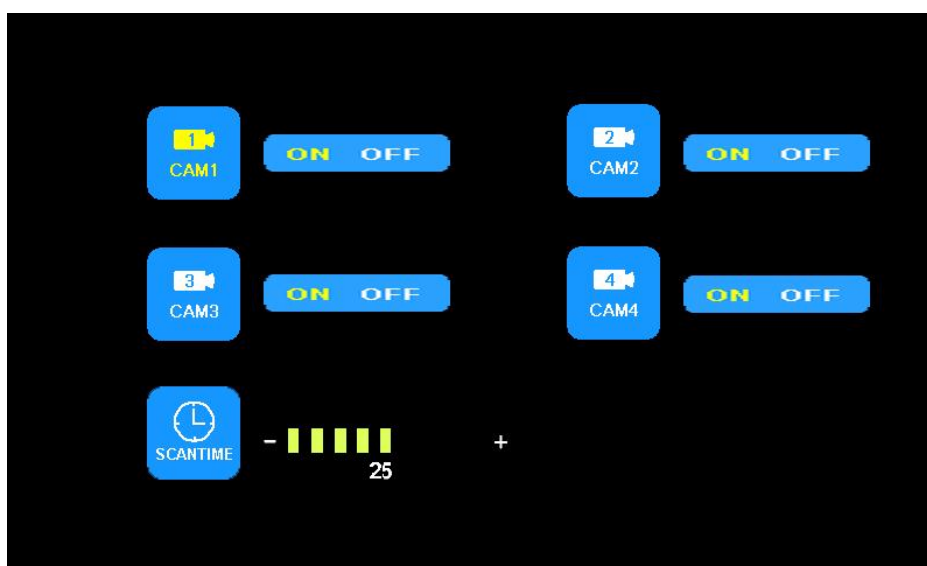 1 2
CAM1 ON OFF CAM2 ON OFF
3 4
CAM3 ON OFF CAM4 ON OFF
SCANTIME - +
25